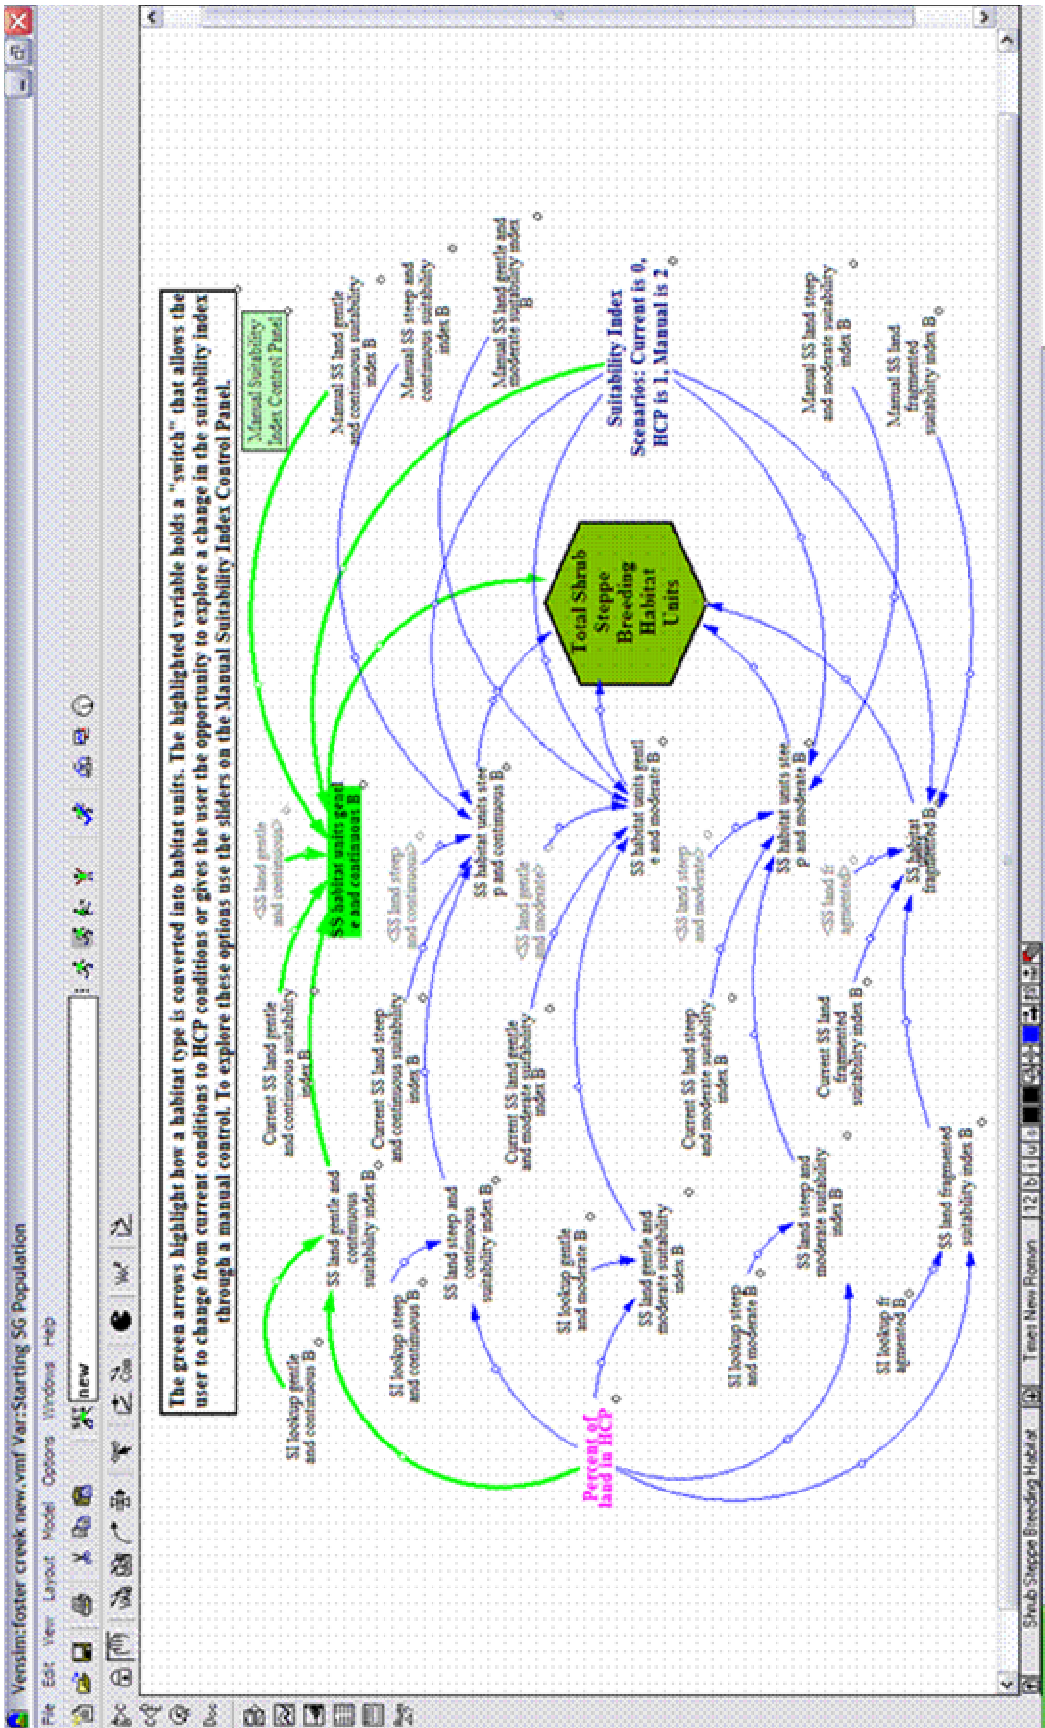 Vensim:foster creek new.vmf Var:Starting SG Population
File Edit View Layout Model Options Windows Help
SET
new
Doc
The green arrows highlight how a habitat type is converted into habitat units. The highlighted variable holds a "switch" that allows the
user to change from current conditions to HCP conditions or gives the user the opportunity to explore a change in the suitability index
through a manual control. To explore these options use the sliders on the Manual Suitability Index Control Panel.
Manual Suitability
Index Control Panel
SI lookup gentle
and continuous B
SS land gentle and
continuous
suitability index B
Current SS land gentle
and continuous suitability
index B
<SS land gentle
and continuous>
SS habitat units gentl
e and continuous B
Manual SS land gentle
and continuous suitability
index B
SI lookup steep
and continuous B
SS land steep and
continuous
suitability index B
Current SS land steep
and continuous suitability
index B
<SS land steep
and continuous>
SS habitat units stee
p and continuous B
Manual SS steep and
continuous suitability
index B
SI lookup gentle
and moderate B
SS land gentle and
moderate suitability
index B
Current SS land gentle
and moderate suitability
index B
<SS land gentle
and moderate>
SS habitat units gentl
e and moderate B
Manual SS land gentle and
moderate suitability index
B
Percent of
land in HCP
Total Shrub
Steppe
Breeding
Habitat
Units
Suitability Index
Scenarios: Current is 0,
HCP is 1, Manual is 2
SI lookup steep
and moderate B
SS land steep and
moderate suitability
index B
Current SS land steep
and moderate suitability
index B
<SS land steep
and moderate>
SS habitat units stee
p and moderate B
Manual SS land steep
and moderate suitability
index B
SI lookup fr
agmented B
SS land fragmented
suitability index B
Current SS land
fragmented
suitability index B
<SS land fr
agmented>
SS habitat
fragmented B
Manual SS land
fragmented
suitability index B
Shrub Steppe Breeding Habitat
Times New Roman
12 b i u s